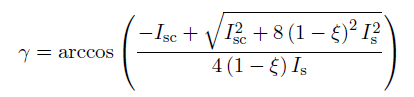 γ = arccos ( (−I_sc + √(I_sc^2 + 8 (1 − ξ)^2 I_s^2)) / (4 (1 − ξ) I_s) )